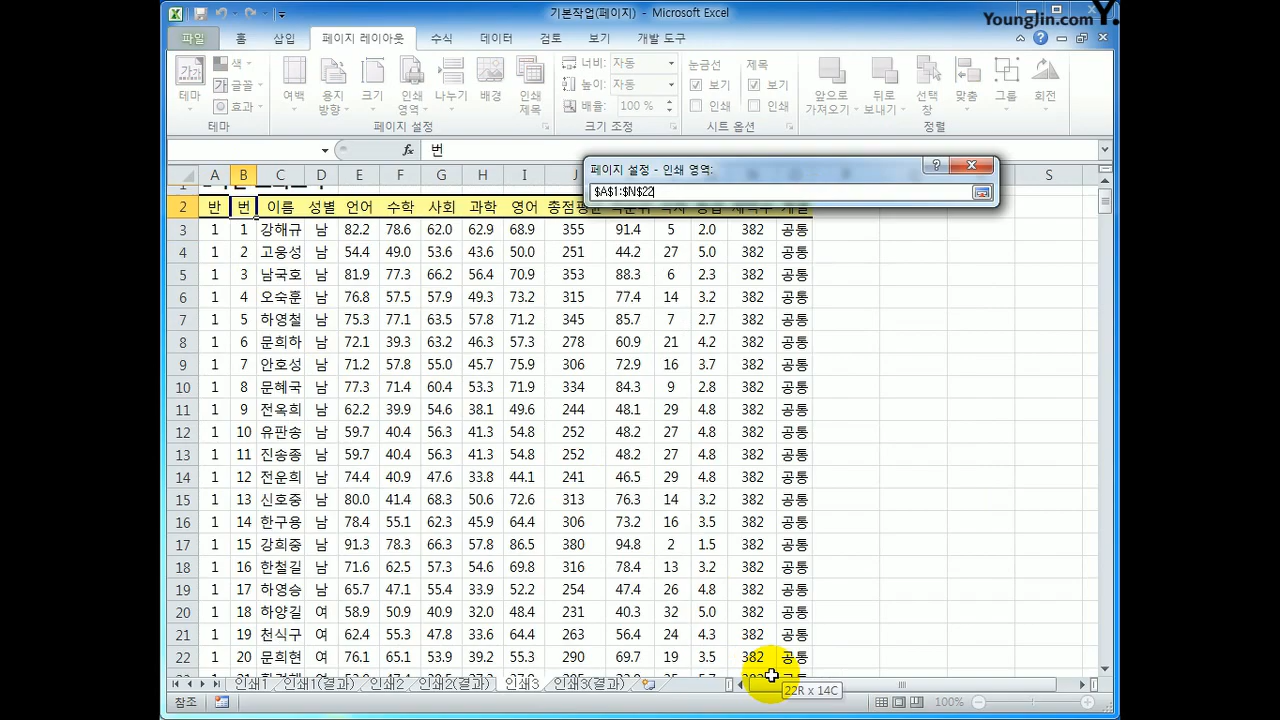 기본작업(페이지) - Microsoft Excel
YoungJin.com Y.
파일 홈 삽입 페이지 레이아웃 수식 데이터 검토 보기 개발 도구
가가 색 글꼴 효과 테마
테마
여백 용지 방향 크기 인쇄 영역 나누기 배경 인쇄 제목
페이지 설정
너비: 자동
높이: 자동
배율: 100 %
크기 조정
눈금선 제목
보기 보기
인쇄 인쇄
시트 옵션
앞으로 가져오기 뒤로 보내기 선택 창 맞춤 그룹 회전
정렬
fx 번
페이지 설정 - 인쇄 영역:
$A$1:$N$22
A B C D E F G H I J S
1
2 반 번 이름 성별 언어 수학 사회 과학 영어 총점평균
3 1 1 강해규 남 82.2 78.6 62.0 62.9 68.9 355 91.4 5 2.0 382 공통
4 1 2 고웅성 남 54.4 49.0 53.6 43.6 50.0 251 44.2 27 5.0 382 공통
5 1 3 남국호 남 81.9 77.3 66.2 56.4 70.9 353 88.3 6 2.3 382 공통
6 1 4 오숙훈 남 76.8 57.5 57.9 49.3 73.2 315 77.4 14 3.2 382 공통
7 1 5 하영철 남 75.3 77.1 63.5 57.8 71.2 345 85.7 7 2.7 382 공통
8 1 6 문희하 남 72.1 39.3 63.2 46.3 57.3 278 60.9 21 4.2 382 공통
9 1 7 안호성 남 71.2 57.8 55.0 45.7 75.9 306 72.9 16 3.7 382 공통
10 1 8 문혜국 남 77.3 71.4 60.4 53.3 71.9 334 84.3 9 2.8 382 공통
11 1 9 전옥희 남 62.2 39.9 54.6 38.1 49.6 244 48.1 29 4.8 382 공통
12 1 10 유판송 남 59.7 40.4 56.3 41.3 54.8 252 48.2 27 4.8 382 공통
13 1 11 진송종 남 59.7 40.4 56.3 41.3 54.8 252 48.2 27 4.8 382 공통
14 1 12 전운희 남 74.4 40.9 47.6 33.8 44.1 241 46.5 29 4.8 382 공통
15 1 13 신호중 남 80.0 41.4 68.3 50.6 72.6 313 76.3 14 3.2 382 공통
16 1 14 한구용 남 78.4 55.1 62.3 45.9 64.4 306 73.2 16 3.5 382 공통
17 1 15 강희중 남 91.3 78.3 66.3 57.8 86.5 380 94.8 2 1.5 382 공통
18 1 16 한철길 남 71.6 62.5 57.3 54.6 69.8 316 78.4 13 3.2 382 공통
19 1 17 하영승 남 65.7 47.1 55.4 33.9 52.2 254 47.4 26 4.8 382 공통
20 1 18 하양길 여 58.9 50.9 40.9 32.0 48.4 231 40.3 32 5.0 382 공통
21 1 19 천식구 여 62.4 55.3 47.8 33.6 64.4 263 56.4 24 4.3 382 공통
22 1 20 문희현 여 76.1 65.1 53.9 39.2 55.3 290 69.7 19 3.5 382 공통
인쇄1 인쇄1(결과) 인쇄2 인쇄2(결과) 인쇄3 인쇄3(결과)
22R x 14C
참조 100%